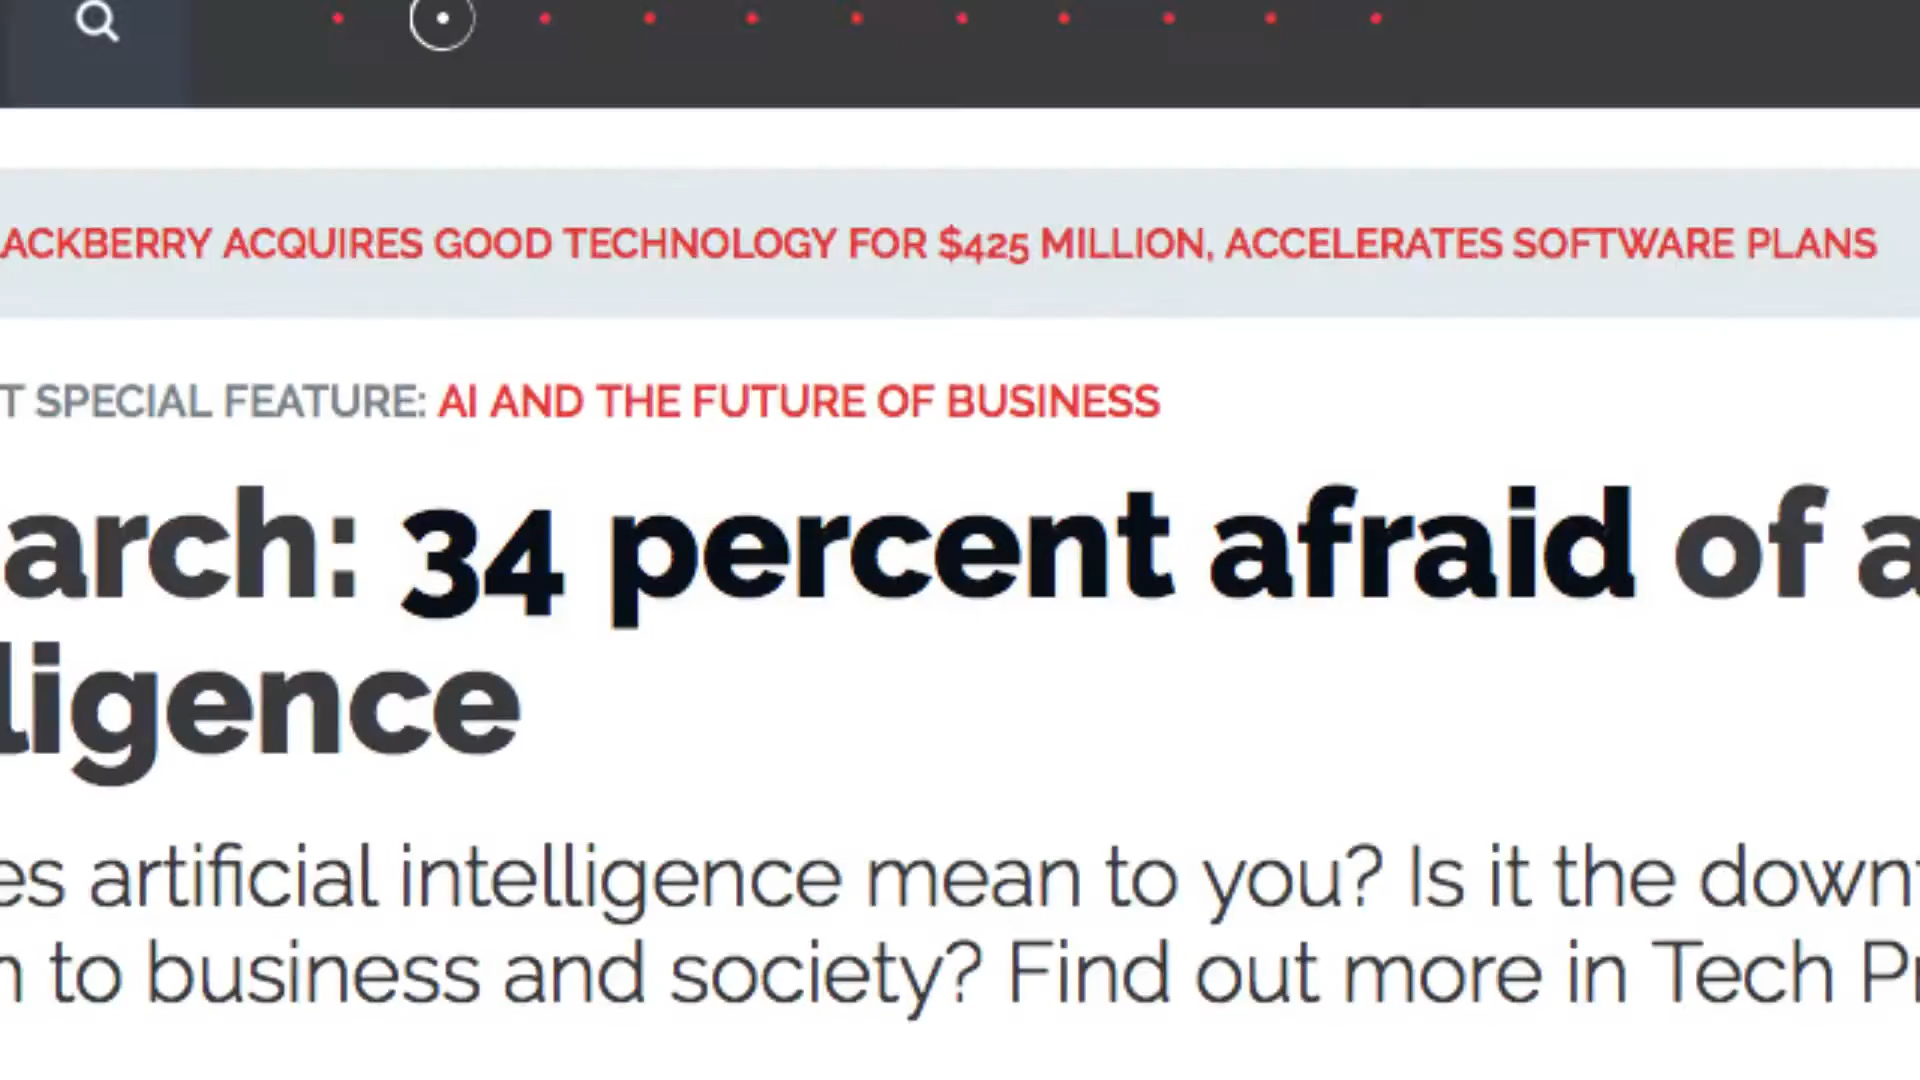 ACKBERRY ACQUIRES GOOD TECHNOLOGY FOR $425 MILLION, ACCELERATES SOFTWARE PLANS
T SPECIAL FEATURE: AI AND THE FUTURE OF BUSINESS
arch: 34 percent afraid of a
ligence
es artificial intelligence mean to you? Is it the down
n to business and society? Find out more in Tech Pr